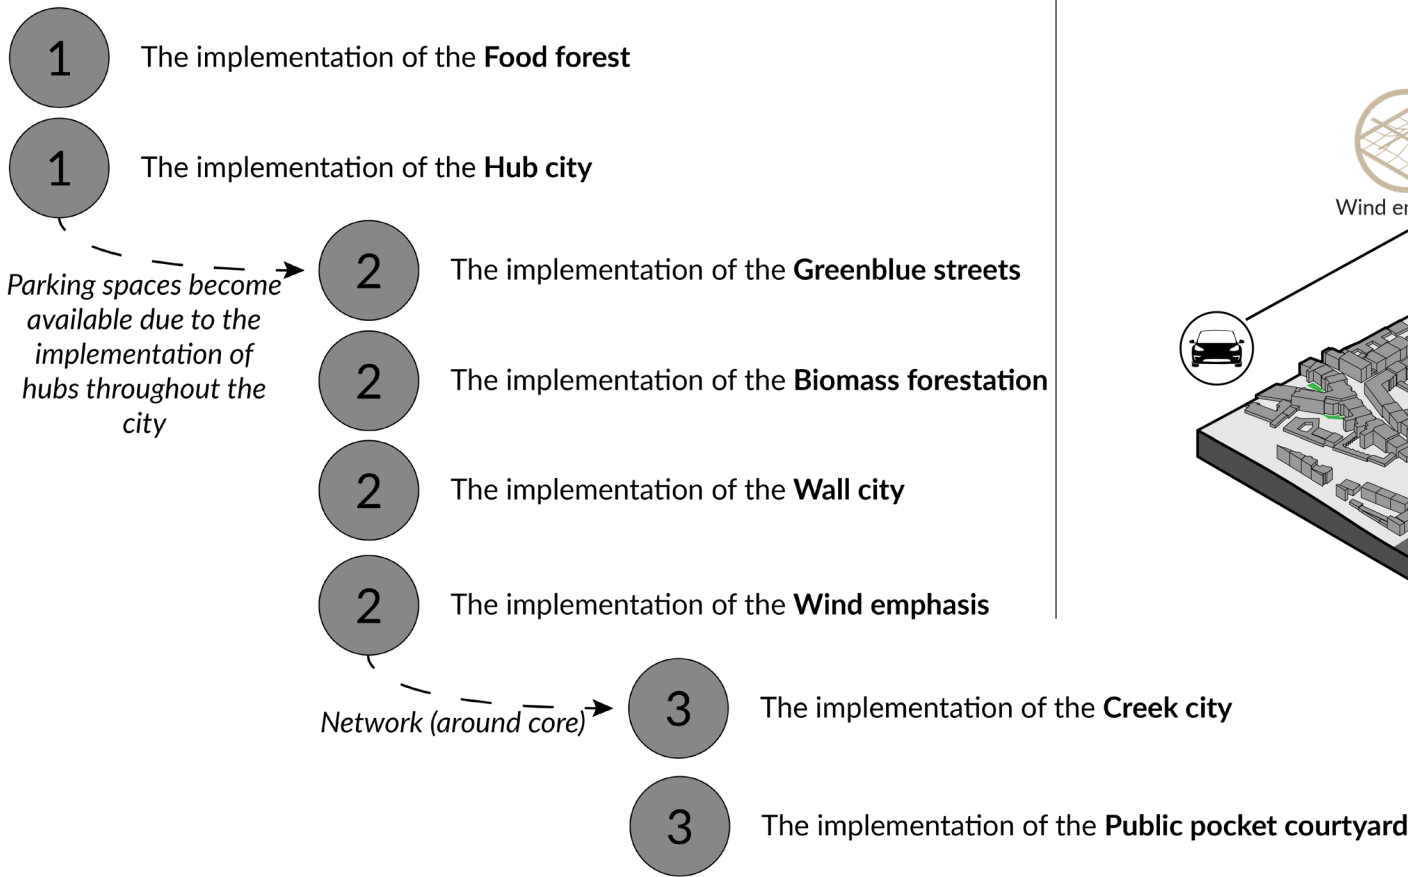 1 The implementation of the Food forest
1 The implementation of the Hub city
Parking spaces become
available due to the
implementation of
hubs throughout the
city
2 The implementation of the Greenblue streets
2 The implementation of the Biomass forestation
2 The implementation of the Wall city
2 The implementation of the Wind emphasis
Network (around core)
3 The implementation of the Creek city
3 The implementation of the Public pocket courtyard
Wind